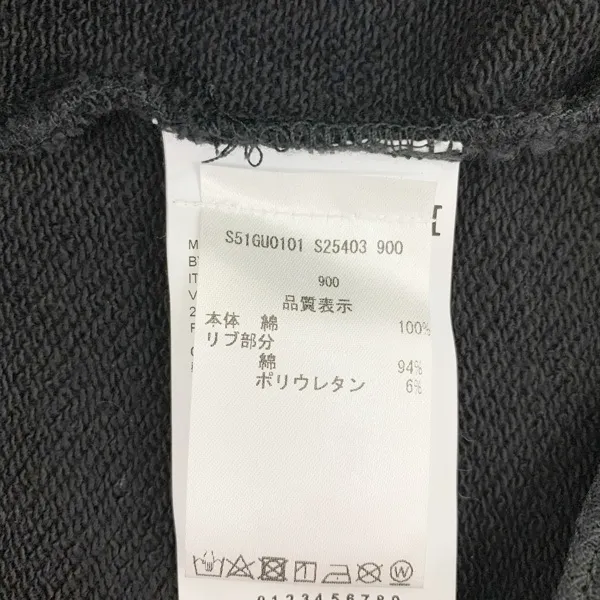 S51GU0101 S25403 900
900
品質表示
本体 綿 100%
リブ部分
綿 94%
ポリウレタン 6%